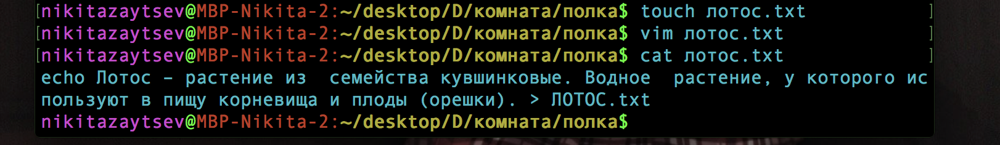 [nikitazaytsev@MBP-Nikita-2:~/desktop/D/комната/полка$ touch лотос.txt ]
[nikitazaytsev@MBP-Nikita-2:~/desktop/D/комната/полка$ vim лотос.txt ]
[nikitazaytsev@MBP-Nikita-2:~/desktop/D/комната/полка$ cat лотос.txt ]
echo Лотос – растение из  семейства кувшинковые. Водное  растение, у которого ис
пользуют в пищу корневища и плоды (орешки). > ЛОТОС.txt
nikitazaytsev@MBP-Nikita-2:~/desktop/D/комната/полка$